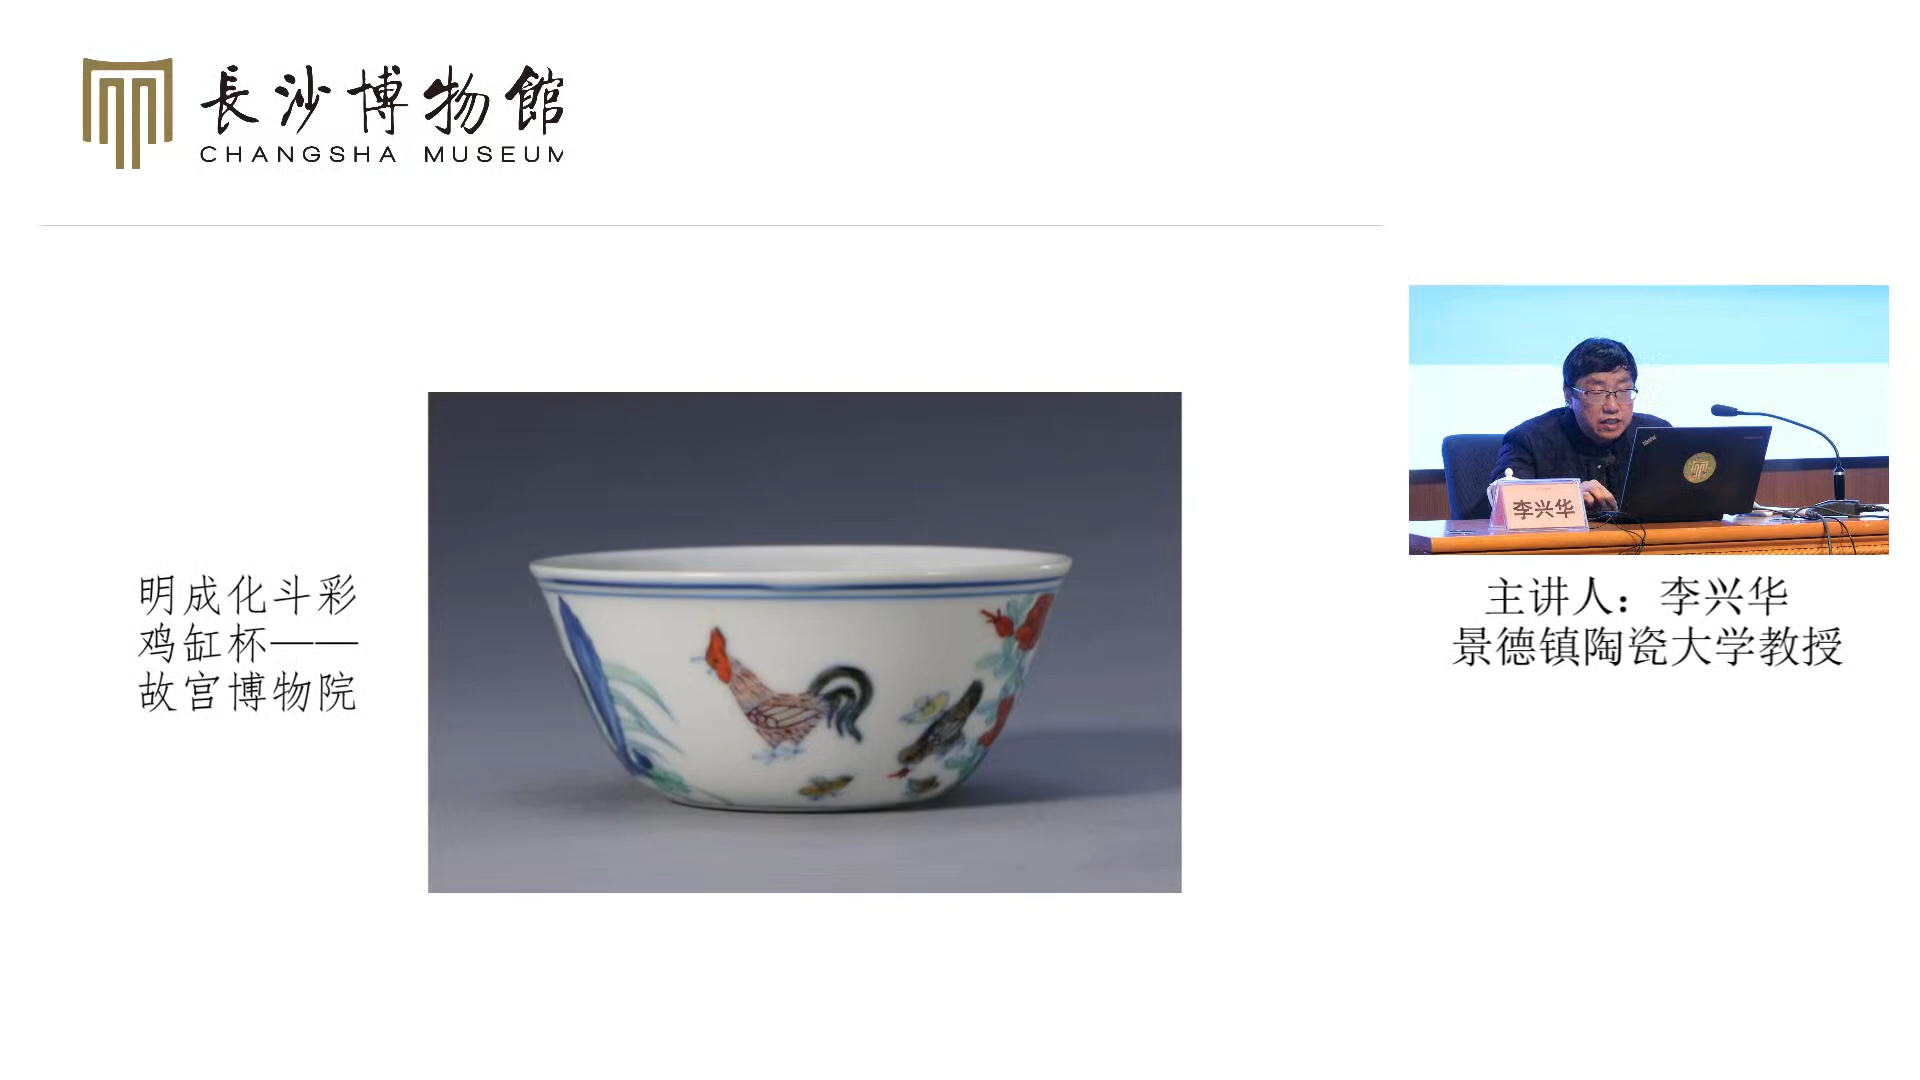 長沙博物館
CHANGSHA MUSEUM
明成化斗彩
鸡缸杯——
故宫博物院
李兴华
主讲人：李兴华
景德镇陶瓷大学教授